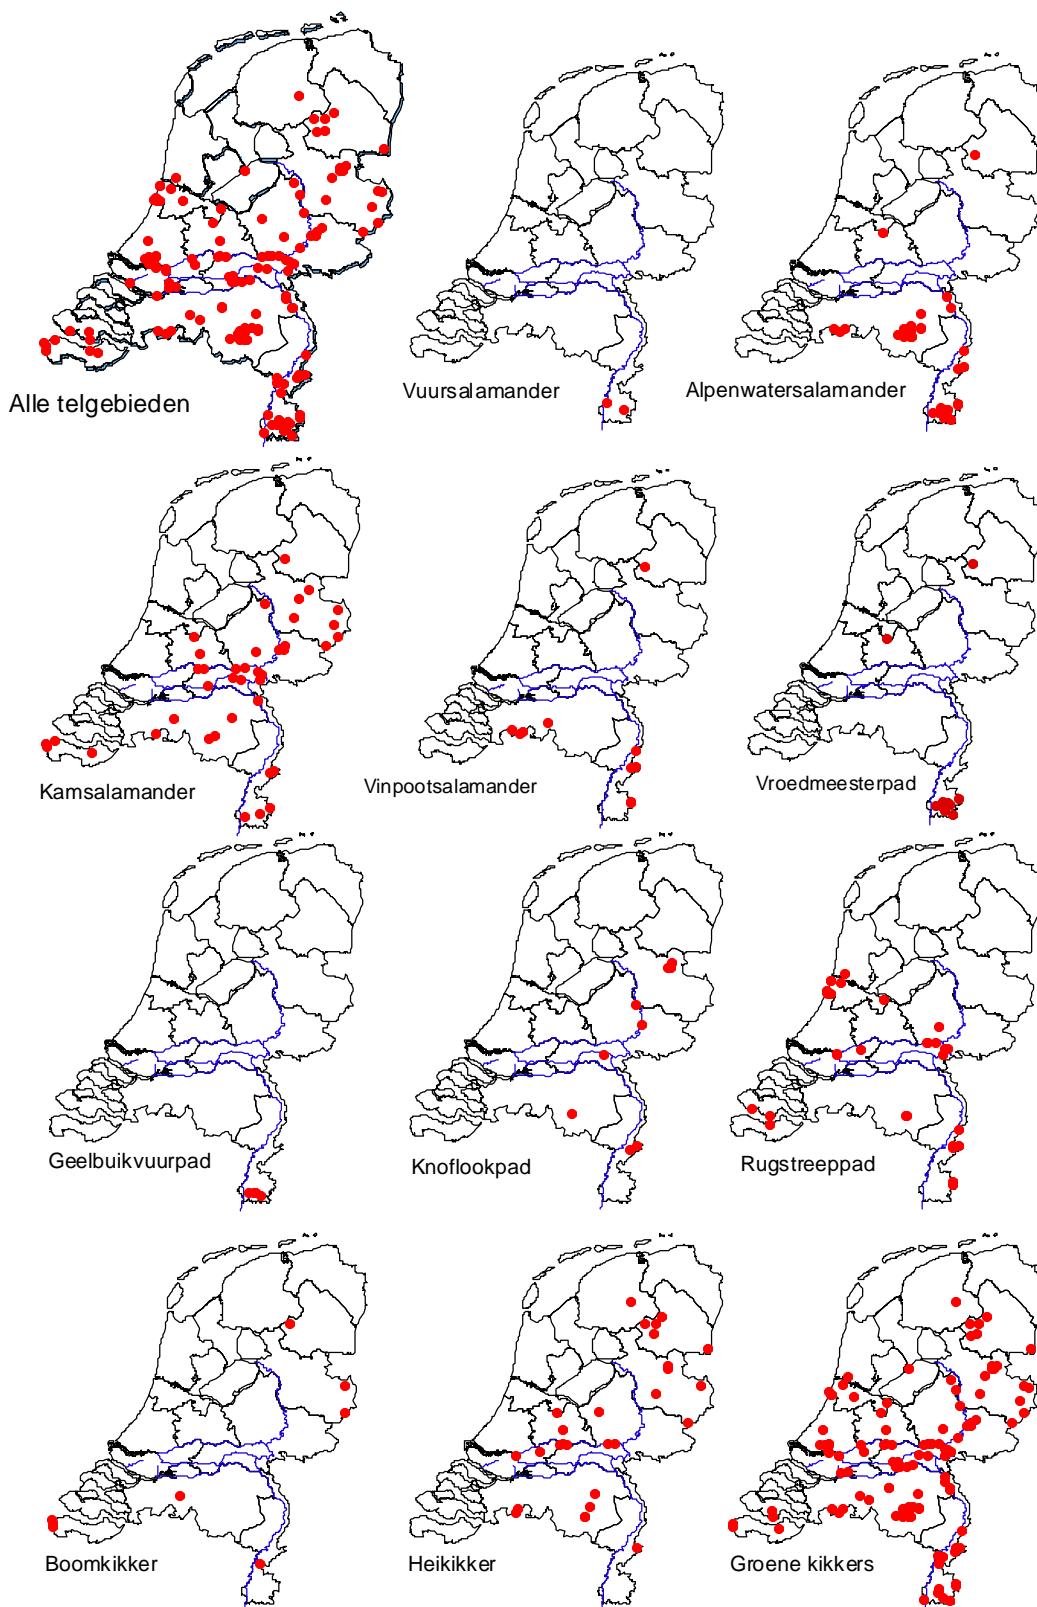 Alle telgebieden
Vuursalamander
Alpenwatersalamander
Kamsalamander
Vinpootsalamander
Vroedmeesterpad
Geelbuikvuurpad
Knoflookpad
Rugstreeppad
Boomkikker
Heikikker
Groene kikkers